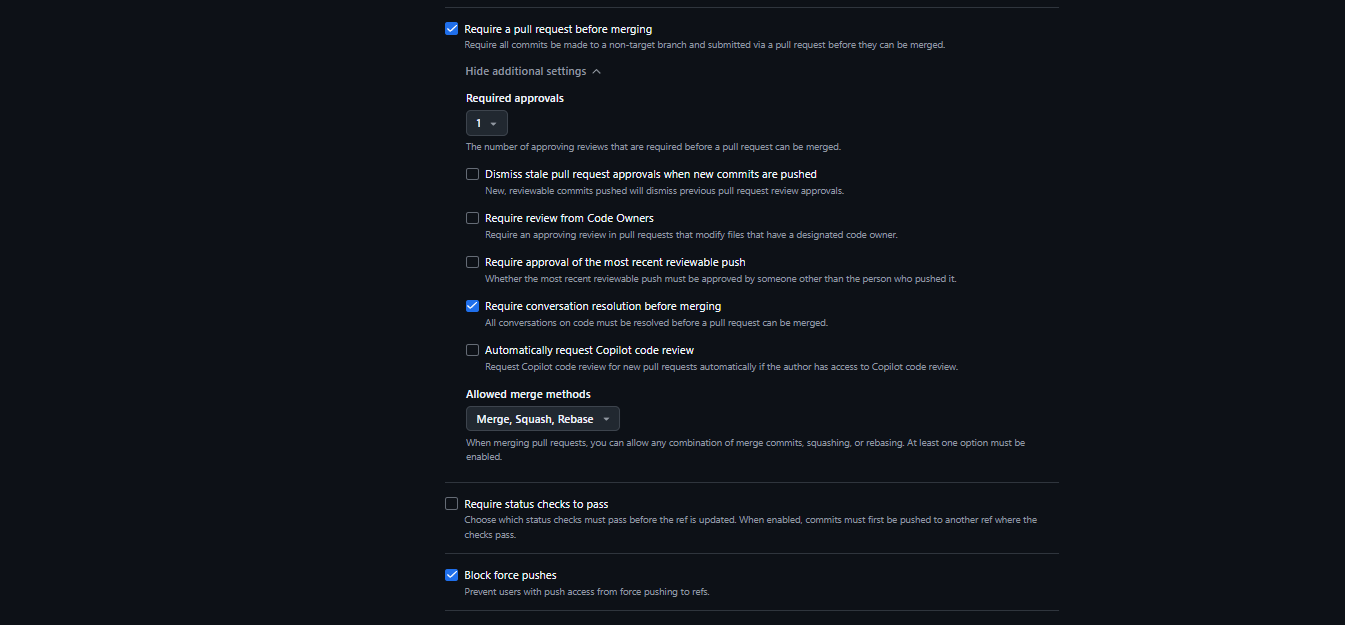 Require a pull request before merging
Require all commits be made to a non-target branch and submitted via a pull request before they can be merged.
Hide additional settings
Required approvals
1
The number of approving reviews that are required before a pull request can be merged.
Dismiss stale pull request approvals when new commits are pushed
New, reviewable commits pushed will dismiss previous pull request review approvals.
Require review from Code Owners
Require an approving review in pull requests that modify files that have a designated code owner.
Require approval of the most recent reviewable push
Whether the most recent reviewable push must be approved by someone other than the person who pushed it.
Require conversation resolution before merging
All conversations on code must be resolved before a pull request can be merged.
Automatically request Copilot code review
Request Copilot code review for new pull requests automatically if the author has access to Copilot code review.
Allowed merge methods
Merge, Squash, Rebase
When merging pull requests, you can allow any combination of merge commits, squashing, or rebasing. At least one option must be
enabled.
Require status checks to pass
Choose which status checks must pass before the ref is updated. When enabled, commits must first be pushed to another ref where the
checks pass.
Block force pushes
Prevent users with push access from force pushing to refs.